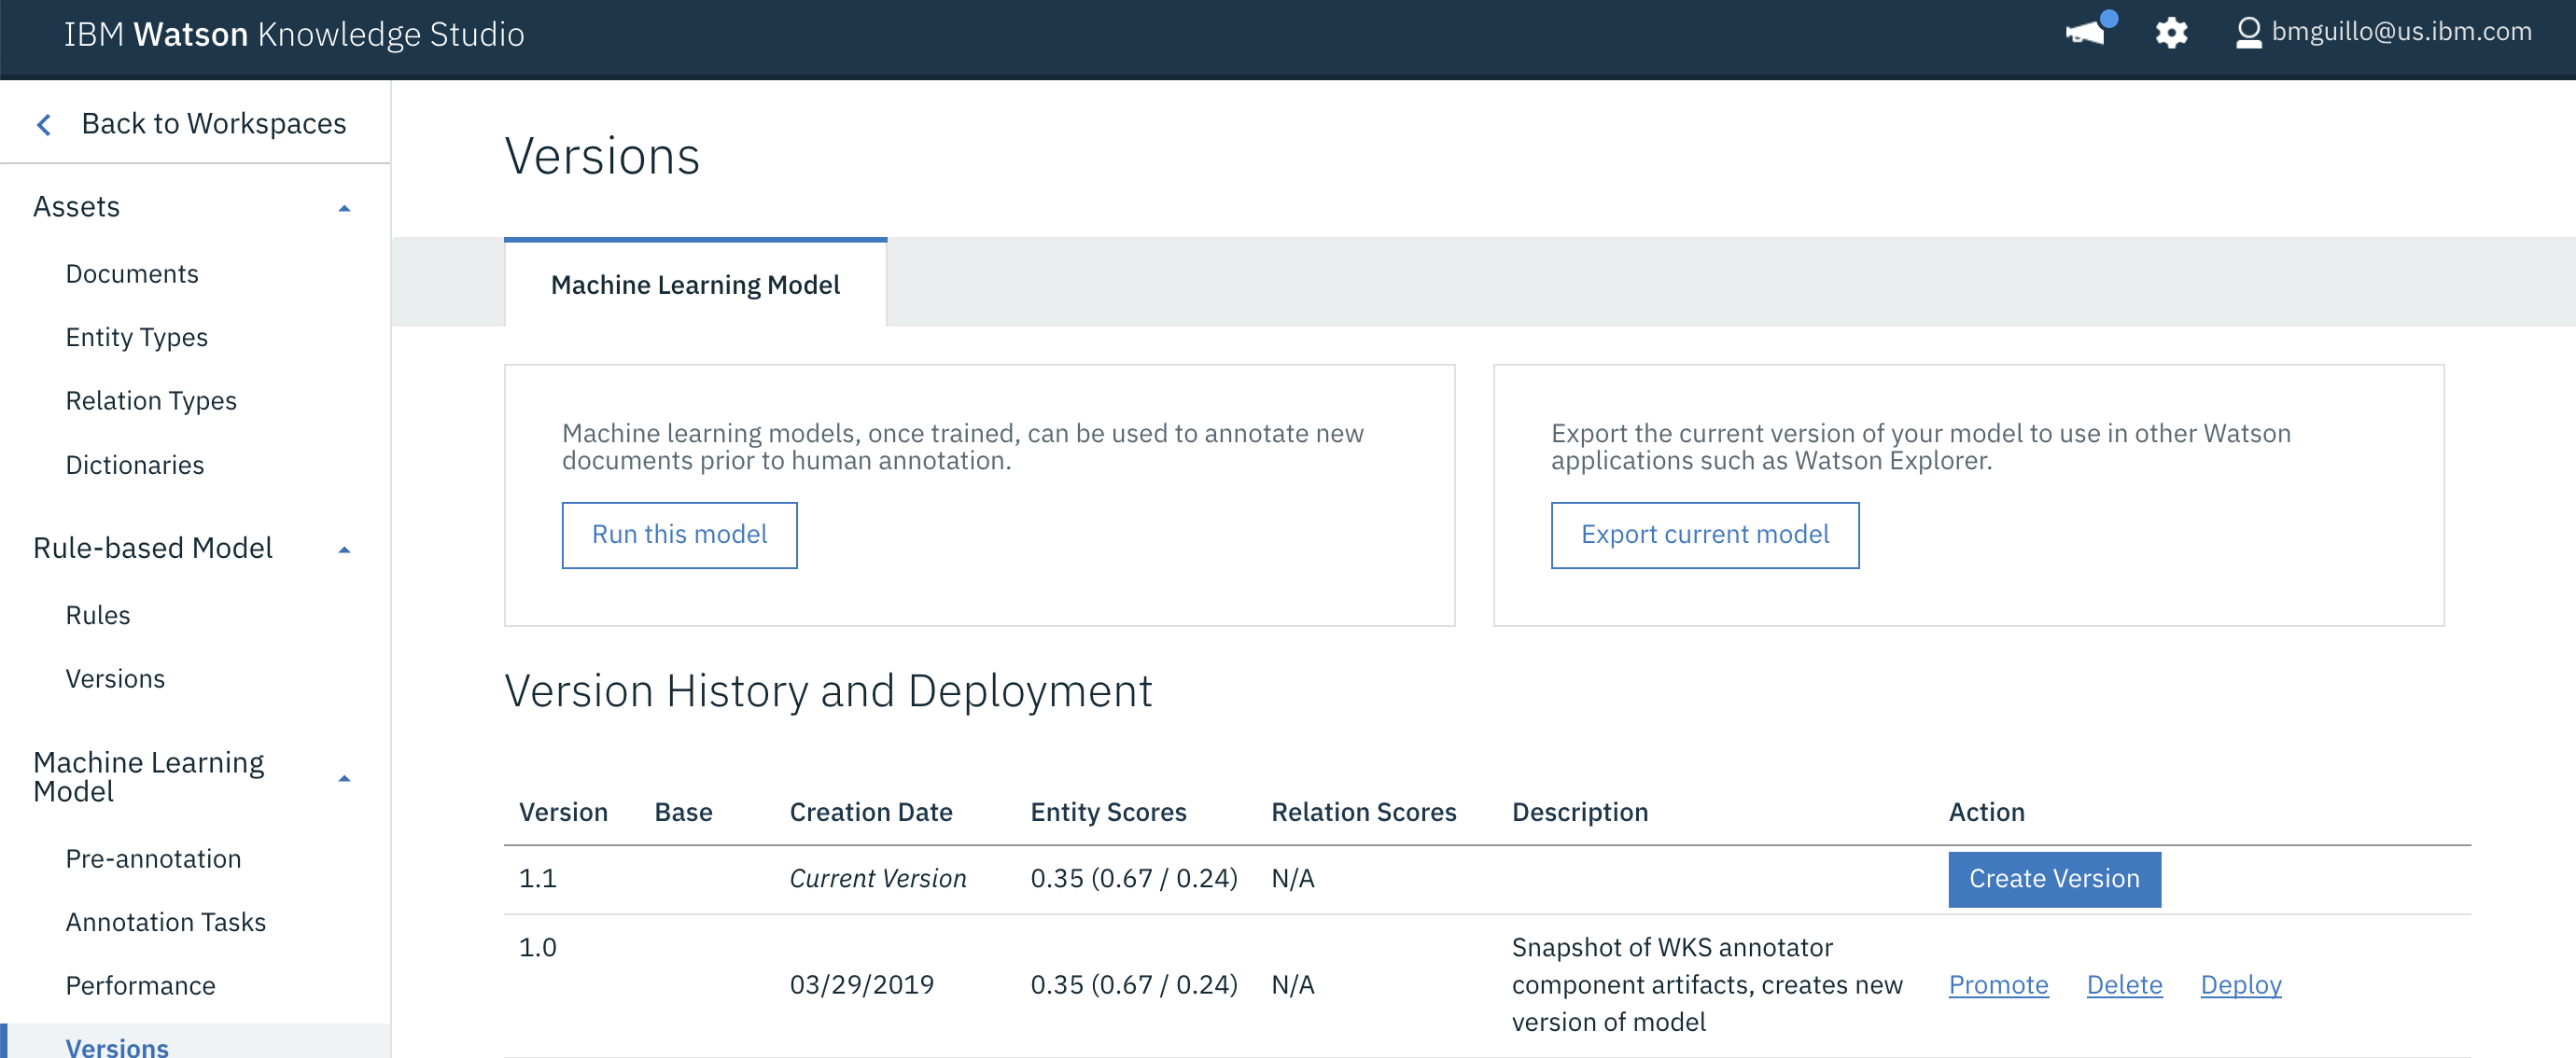 IBM Watson Knowledge Studio
bmguillo@us.ibm.com
Back to Workspaces
Assets
Documents
Entity Types
Relation Types
Dictionaries
Rule-based Model
Rules
Versions
Machine Learning
Model
Pre-annotation
Annotation Tasks
Performance
Versions
Versions
Machine Learning Model
Machine learning models, once trained, can be used to annotate new
documents prior to human annotation.
Run this model
Export the current version of your model to use in other Watson
applications such as Watson Explorer.
Export current model
Version History and Deployment
Version Base Creation Date Entity Scores Relation Scores Description Action
1.1 Current Version 0.35 (0.67 / 0.24) N/A Create Version
1.0 03/29/2019 0.35 (0.67 / 0.24) N/A Snapshot of WKS annotator
component artifacts, creates new
version of model
Promote Delete Deploy